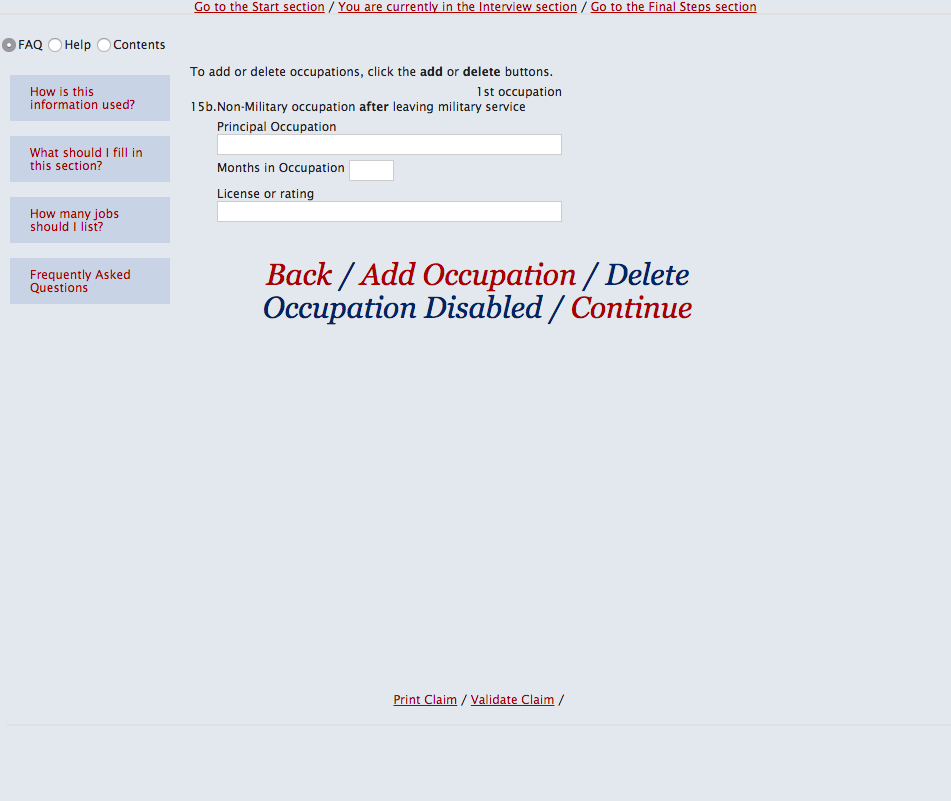 Go to the Start section / You are currently in the Interview section / Go to the Final Steps section
FAQ Help Contents
How is this
information used?
What should I fill in
this section?
How many jobs
should I list?
Frequently Asked
Questions
To add or delete occupations, click the add or delete buttons.
1st occupation
15b.Non-Military occupation after leaving military service
Principal Occupation
Months in Occupation
License or rating
Back / Add Occupation / Delete
Occupation Disabled / Continue
Print Claim / Validate Claim /